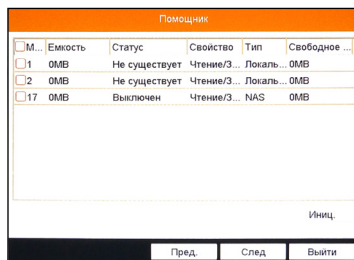 Помощник
М... Емкость Статус Свойство Тип Свободное ...
1 0MB Не существует Чтение/З... Локаль... 0MB
2 0MB Не существует Чтение/З... Локаль... 0MB
17 0MB Выключен Чтение/З... NAS 0MB
Иниц.
Пред. След. Выйти